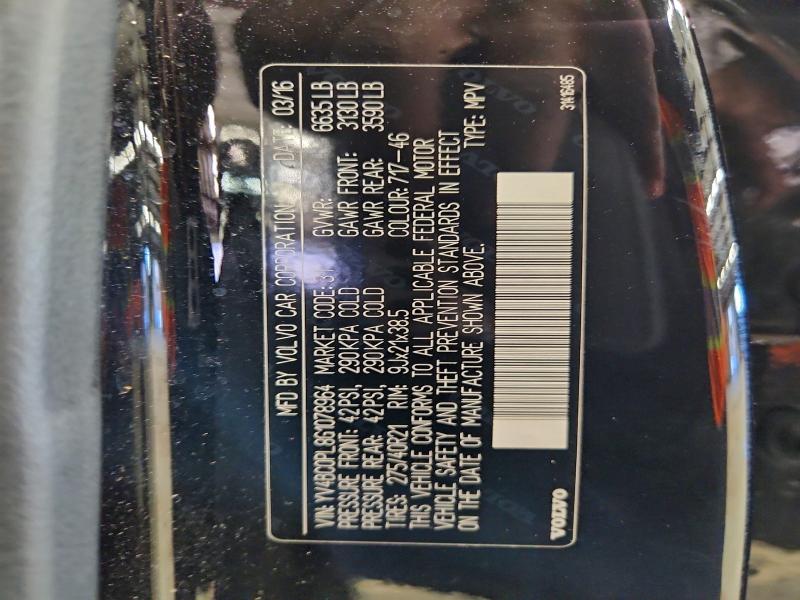 MFD BY VOLVO CAR CORPORATION DATE: 03/16
VIN: YV4BC0PL8G1078964 MARKET CODE: 31 GVWR: 6635 LB
PRESSURE FRONT: 42PSI, 290KPA COLD GAWR FRONT: 3130 LB
PRESSURE REAR: 42PSI, 290KPA COLD GAWR REAR: 3590 LB
TIRES: 275/40R21 RIM: 9Jx21x38.5 COLOUR: 717-46
THIS VEHICLE CONFORMS TO ALL APPLICABLE FEDERAL MOTOR
VEHICLE SAFETY AND THEFT PREVENTION STANDARDS IN EFFECT
ON THE DATE OF MANUFACTURE SHOWN ABOVE. TYPE: MPV
VOLVO 31416485